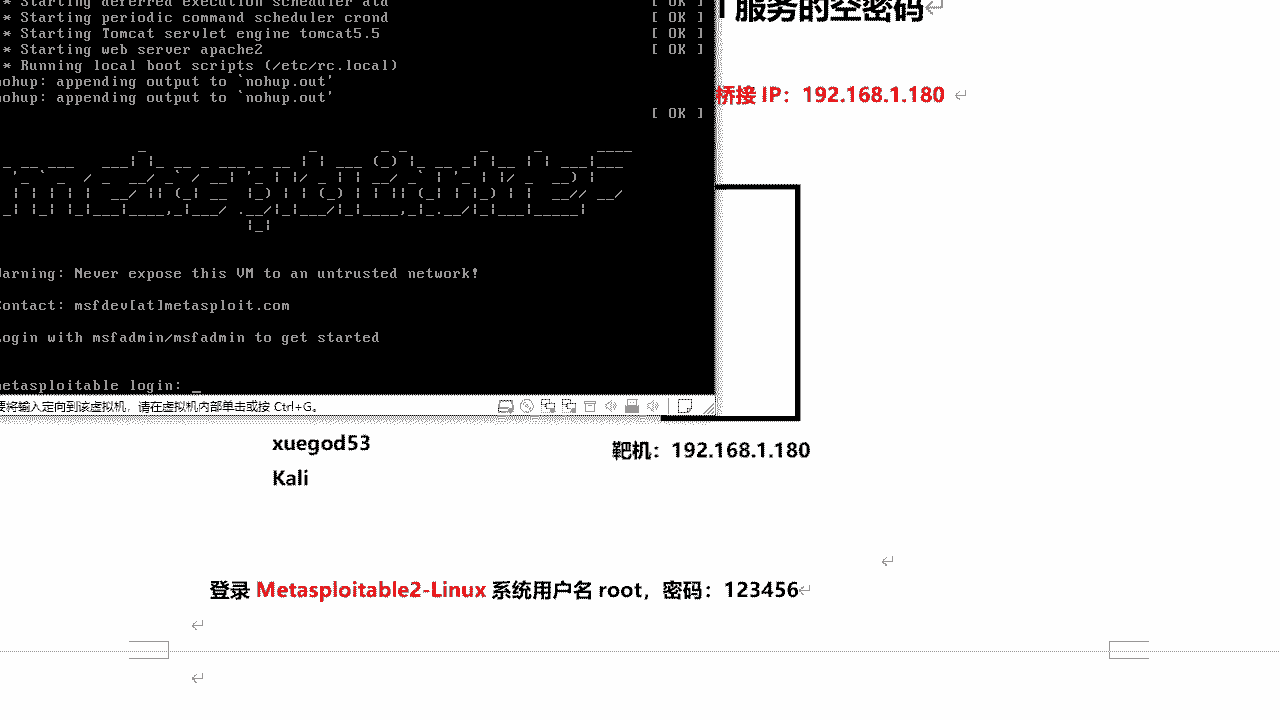 * Starting deferred execution scheduler atd [ OK ]
* Starting periodic command scheduler crond [ OK ]
* Starting Tomcat servlet engine tomcat5.5 [ OK ]
* Starting web server apache2 [ OK ]
* Running local boot scripts (/etc/rc.local)
nohup: appending output to `nohup.out'
nohup: appending output to `nohup.out'
[ OK ]
服务的空密码
桥接 IP：192.168.1.180
Warning: Never expose this VM to an untrusted network!
Contact: msfdev[at]metasploit.com
Login with msfadmin/msfadmin to get started
metasploitable login: _
要将输入定向到该虚拟机，请在虚拟机内部单击或按 Ctrl+G。
xuegod53
Kali
靶机：192.168.1.180
登录 Metasploitable2-Linux 系统用户名 root，密码：123456